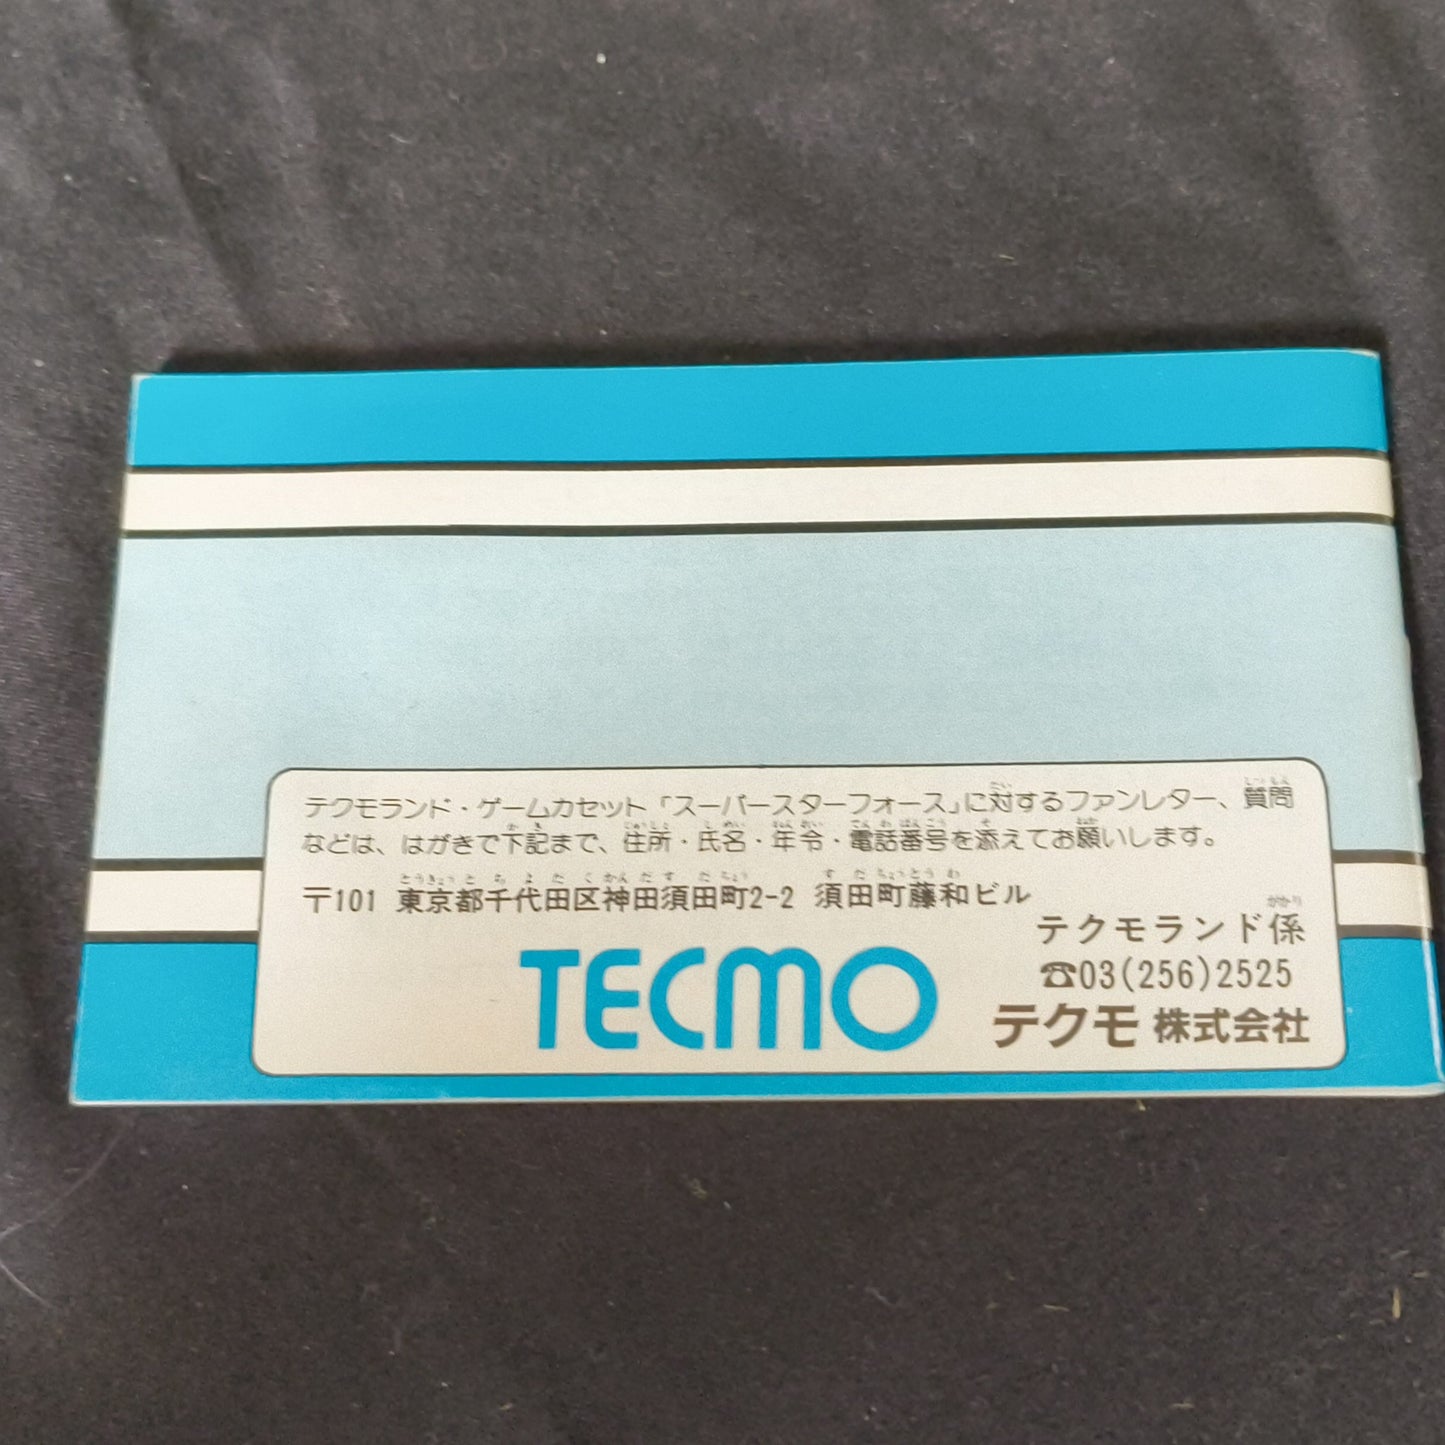 テクモランド・ゲームカセット「スーパースターフォース」に対するファンレター、質問
などは、はがきで下記まで、住所・氏名・年令・電話番号を添えてお願いします。
〒101 東京都千代田区神田須田町2-2 須田町藤和ビル
テクモランド係
☎03(256)2525
TECMO テクモ株式会社